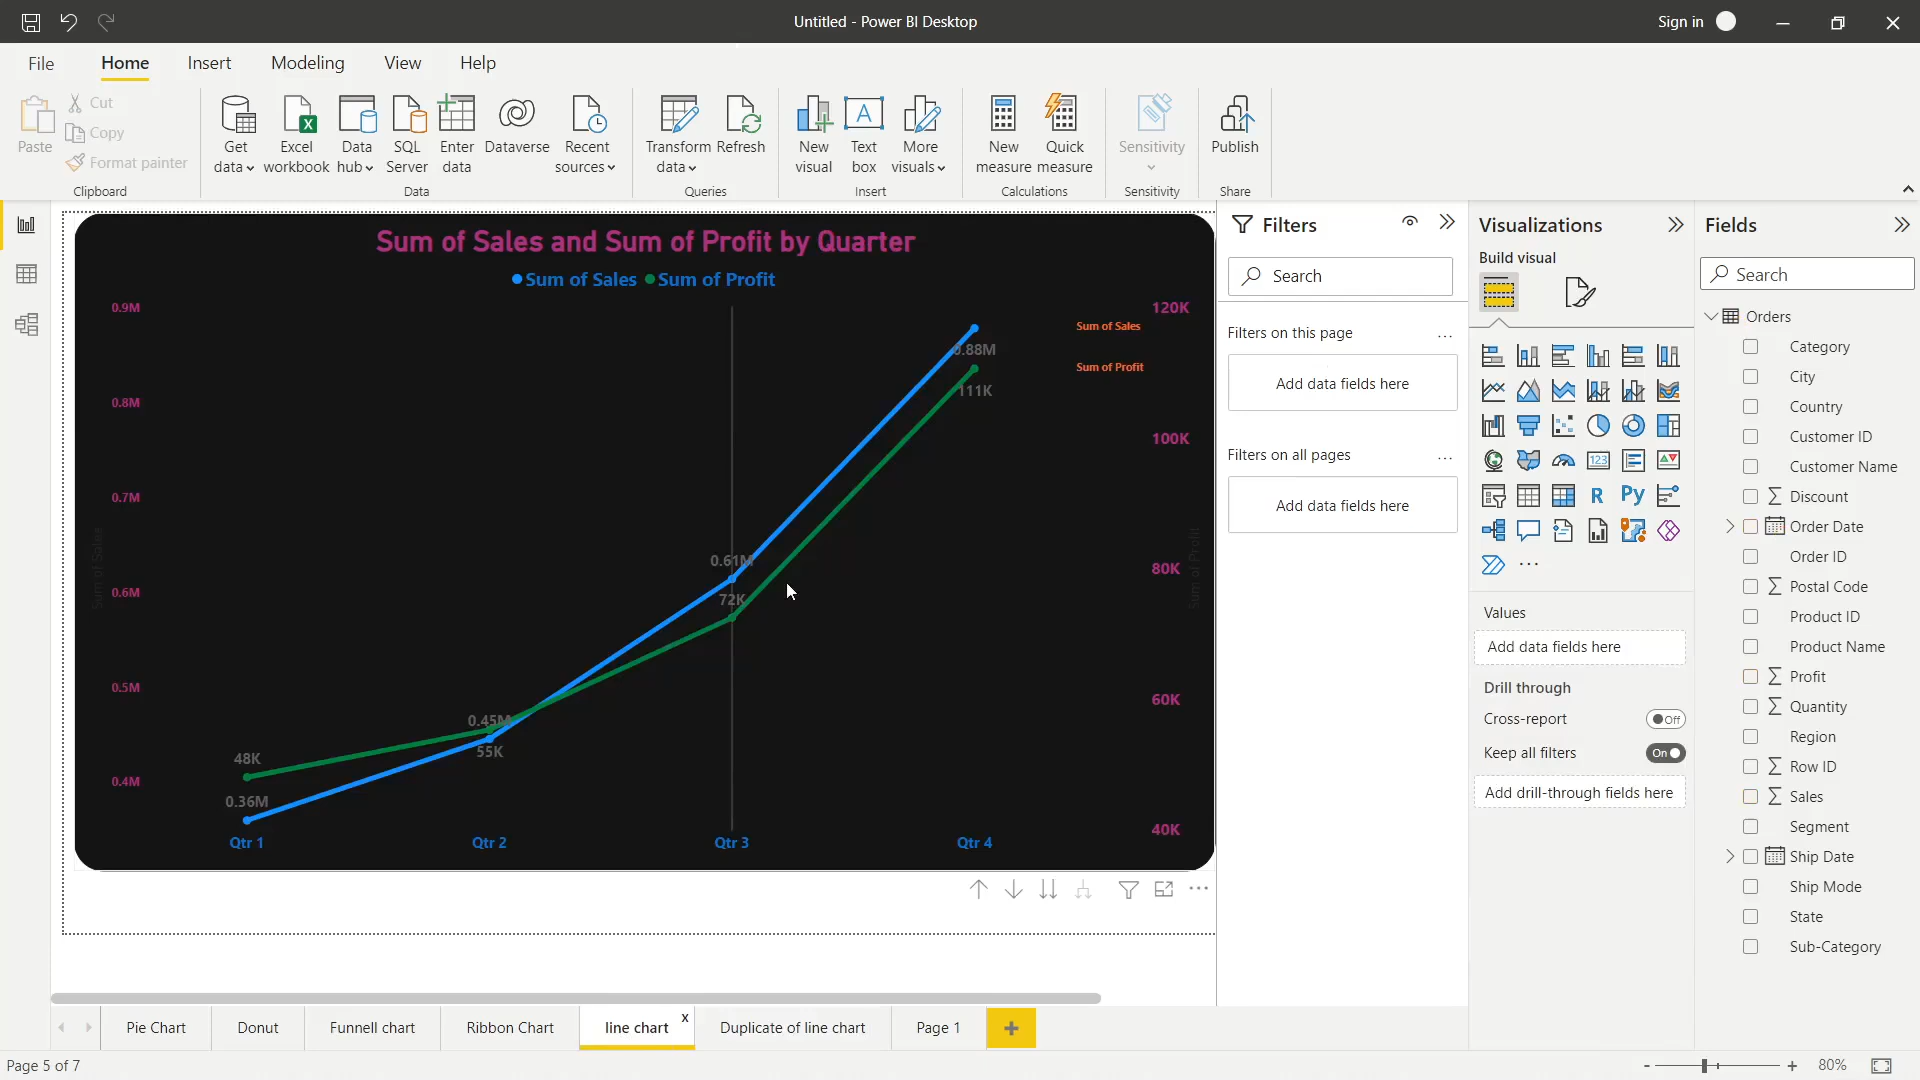 Untitled - Power BI Desktop
Sign in
File Home Insert Modeling View Help
Paste
Cut
Copy
Format painter
Clipboard
Get data
Excel workbook
Data hub
SQL Server
Enter data
Dataverse
Recent sources
Data
Transform data
Refresh
Queries
New visual
Text box
More visuals
Insert
New measure
Quick measure
Calculations
Sensitivity
Sensitivity
Publish
Share
Sum of Sales and Sum of Profit by Quarter
Sum of Sales Sum of Profit
0.9M
0.8M
0.7M
0.6M
0.5M
0.4M
Sum of Sales
48K
0.36M
0.45M
55K
0.61M
72K
0.88M
111K
Sum of Sales
Sum of Profit
120K
100K
80K
60K
40K
Sum of Profit
Qtr 1 Qtr 2 Qtr 3 Qtr 4
Filters
Search
Filters on this page ...
Add data fields here
Filters on all pages ...
Add data fields here
Visualizations
Build visual
123
R
Py
...
Values
Add data fields here
Drill through
Cross-report Off
Keep all filters On
Add drill-through fields here
Fields
Search
Orders
Category
City
Country
Customer ID
Customer Name
Discount
Order Date
Order ID
Postal Code
Product ID
Product Name
Profit
Quantity
Region
Row ID
Sales
Segment
Ship Date
Ship Mode
State
Sub-Category
Pie Chart Donut Funnell chart Ribbon Chart line chart x Duplicate of line chart Page 1 +
Page 5 of 7
- + 80%